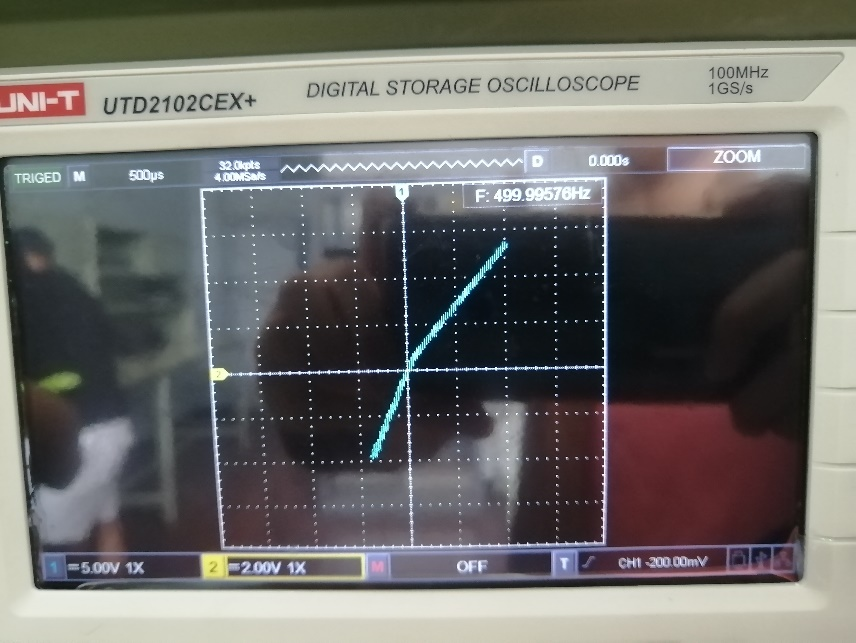 UNI-T UTD2102CEX+ DIGITAL STORAGE OSCILLOSCOPE 100MHz
1GS/s
TRIGED M 500µs 32.0kpts D 0.000s ZOOM
4.00MSa/s
1 F: 499.99576Hz
2
1 5.00V 1X 2 2.00V 1X M OFF T CH1 -200.00mV